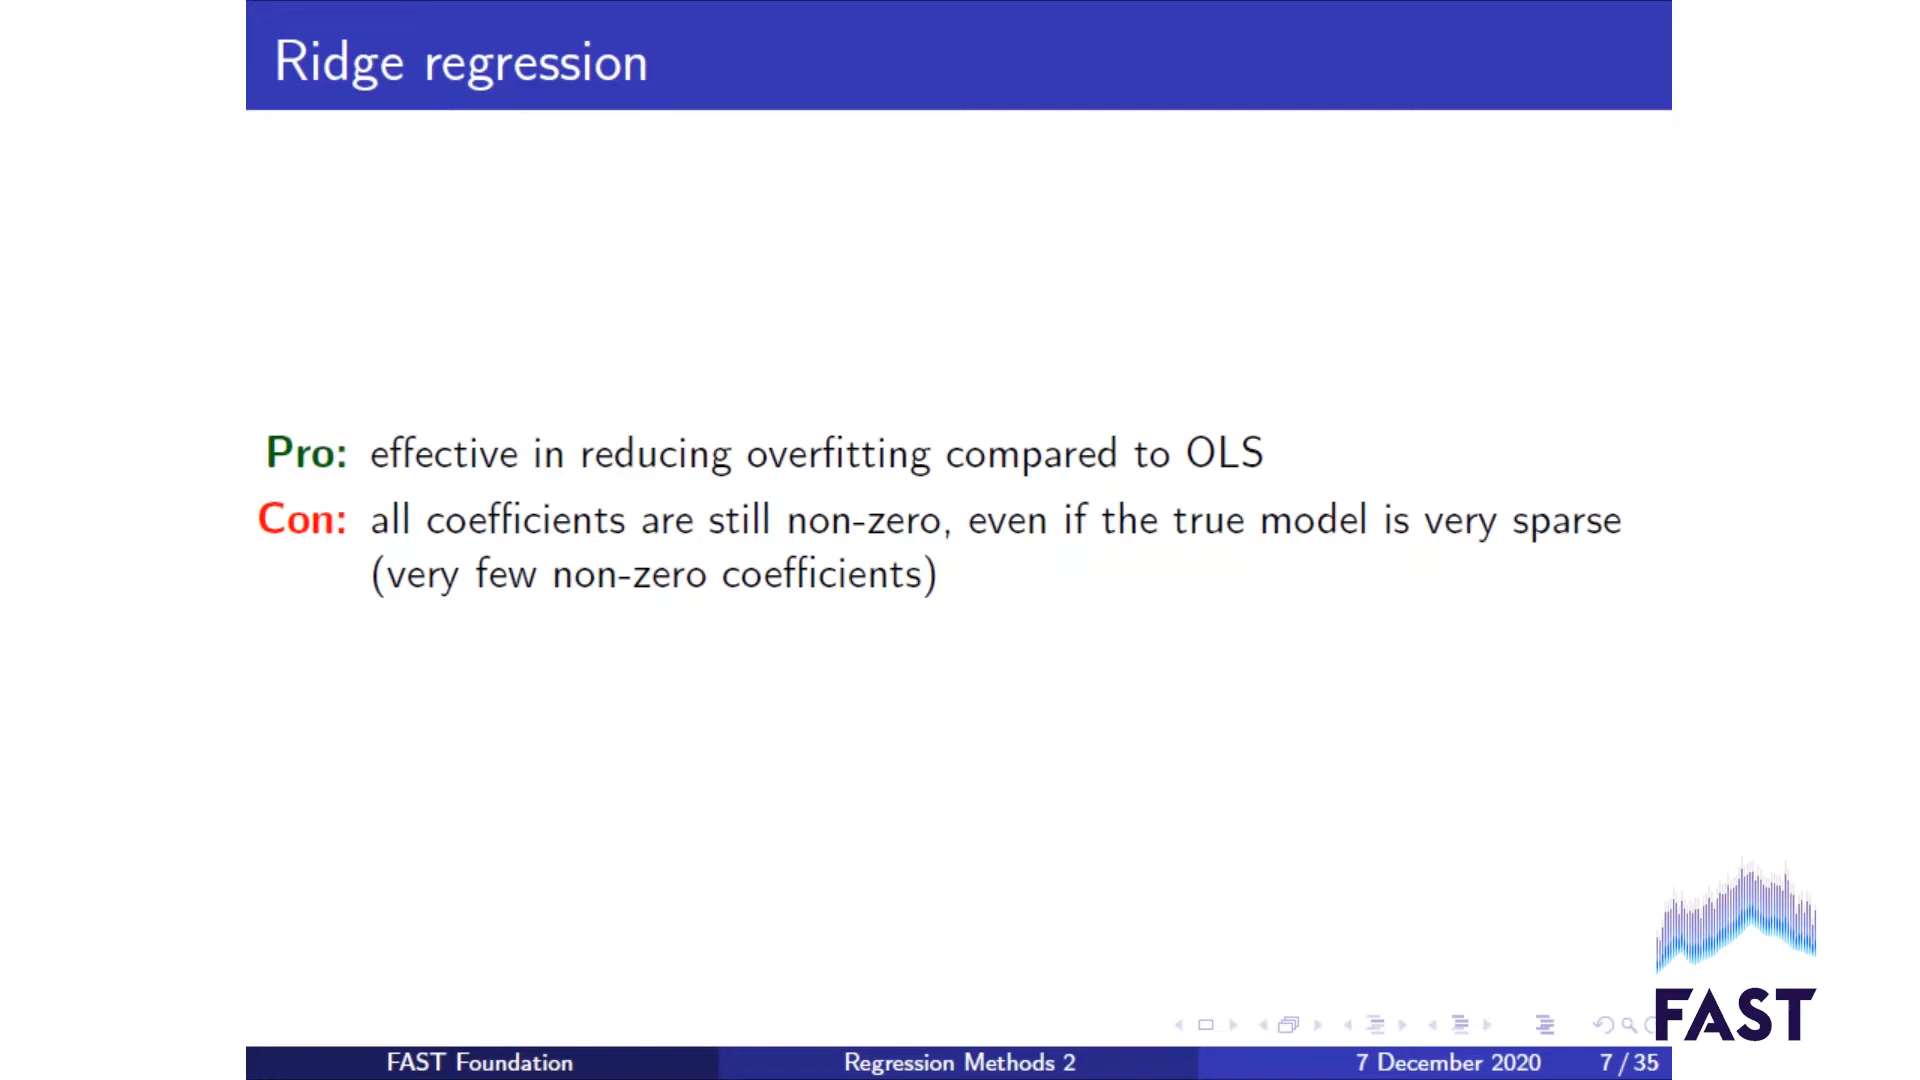 Ridge regression
Pro: effective in reducing overfitting compared to OLS
Con: all coefficients are still non-zero, even if the true model is very sparse
(very few non-zero coefficients)
FAST
FAST Foundation Regression Methods 2 7 December 2020 7 / 35